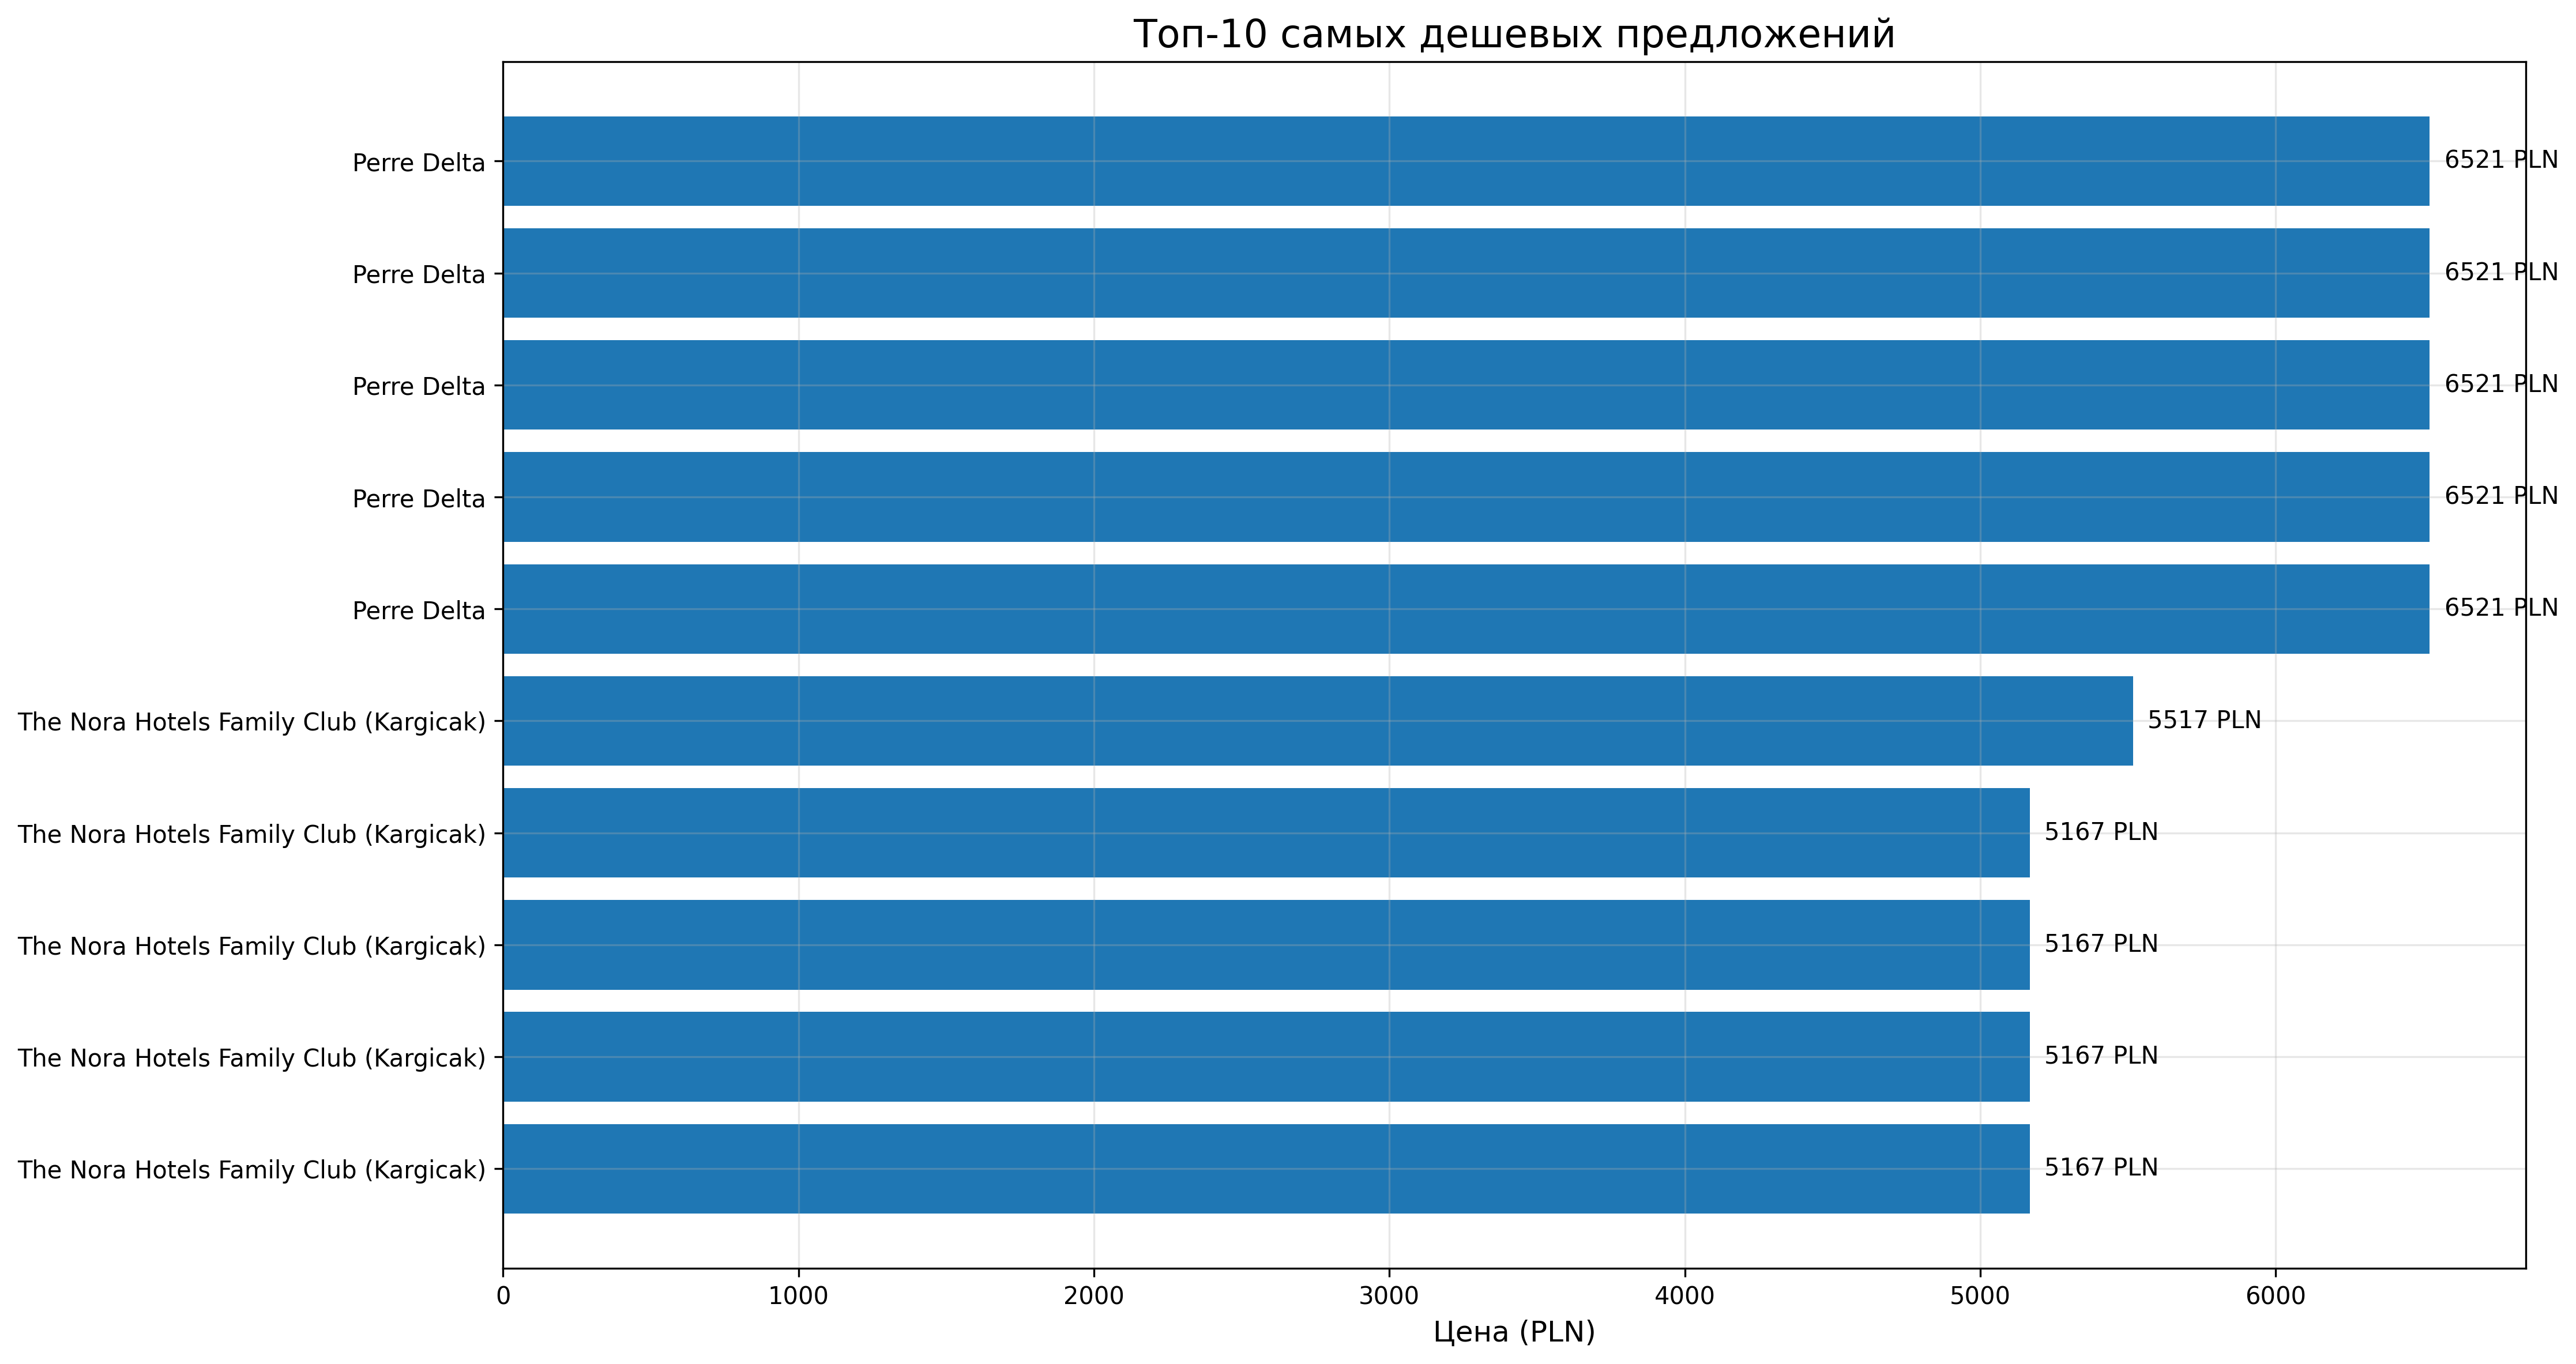 Топ-10 самых дешевых предложений
Perre Delta 6521 PLN
Perre Delta 6521 PLN
Perre Delta 6521 PLN
Perre Delta 6521 PLN
Perre Delta 6521 PLN
The Nora Hotels Family Club (Kargicak) 5517 PLN
The Nora Hotels Family Club (Kargicak) 5167 PLN
The Nora Hotels Family Club (Kargicak) 5167 PLN
The Nora Hotels Family Club (Kargicak) 5167 PLN
The Nora Hotels Family Club (Kargicak) 5167 PLN
0 1000 2000 3000 4000 5000 6000
Цена (PLN)